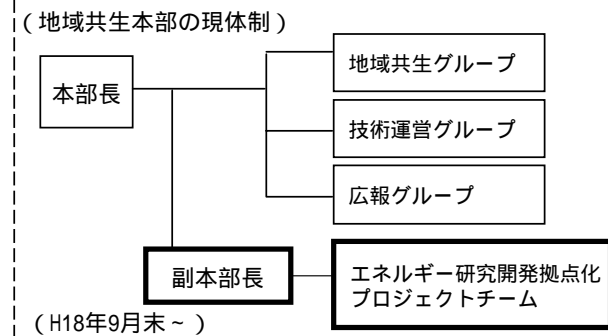 (地域共生本部の現体制)
地域共生グループ
本部長
技術運営グループ
広報グループ
副本部長
エネルギー研究開発拠点化
プロジェクトチーム
(H18年9月末~)